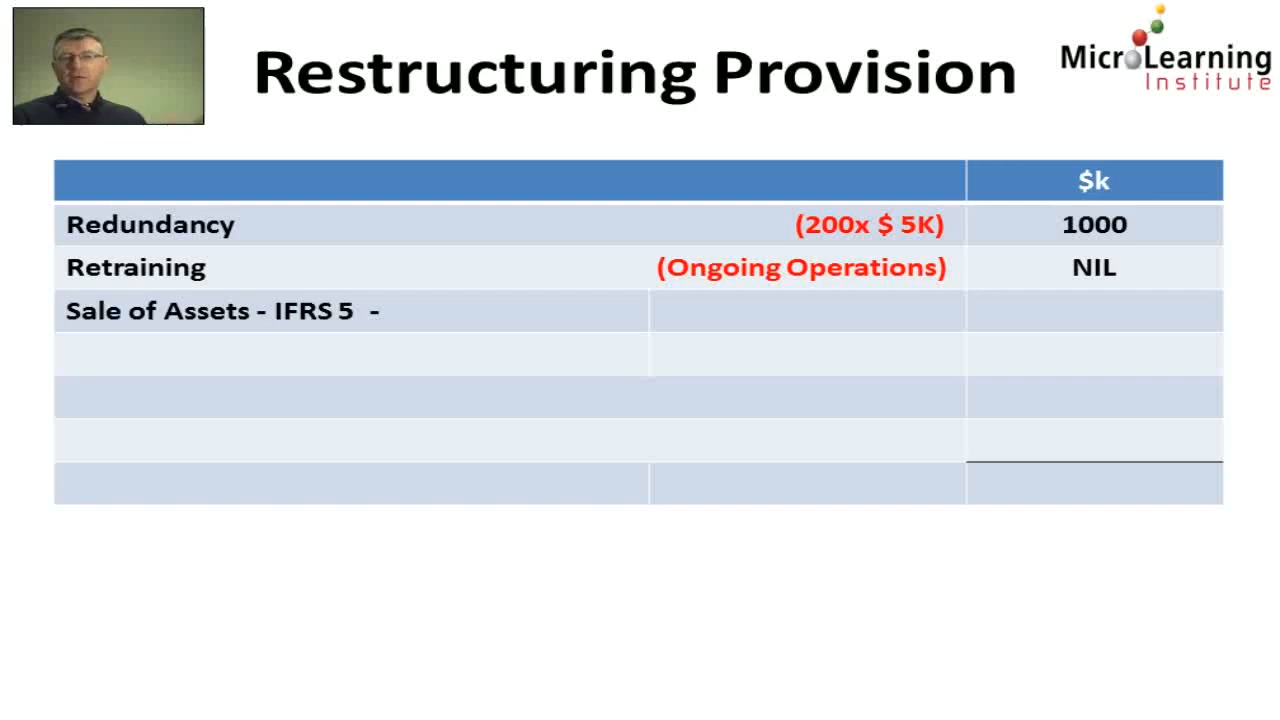 Restructuring Provision
MicroLearning
Institute
$k
Redundancy (200x $ 5K) 1000
Retraining (Ongoing Operations) NIL
Sale of Assets - IFRS 5 -